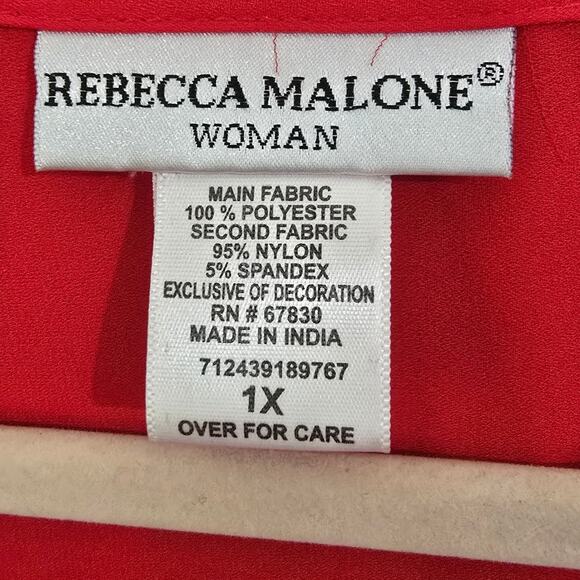 REBECCA MALONE®
WOMAN
MAIN FABRIC
100 % POLYESTER
SECOND FABRIC
95% NYLON
5% SPANDEX
EXCLUSIVE OF DECORATION
RN # 67830
MADE IN INDIA
712439189767
1X
OVER FOR CARE